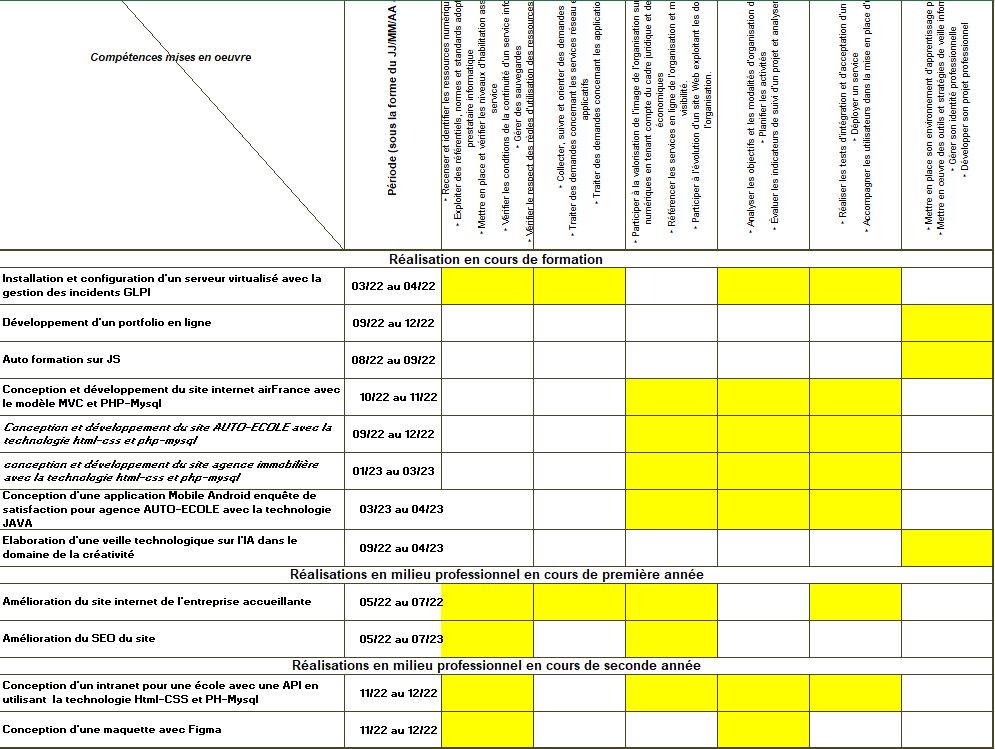 Compétences mises en oeuvre
Période (sous la forme du JJ/MM/AA
‣ Recenser et identifier les ressources numériqu
‣ Exploiter des référentiels, normes et standards adopt
prestataire informatique
‣ Mettre en place et vérifier les niveaux d'habilitation ass
service
‣ Vérifier les conditions de la continuité d'un service info
‣ Gérer des sauvegardes
‣ Vérifier le respect des règles d'utilisation des ressources
‣ Collecter, suivre et orienter des demandes
‣ Traiter des demandes concernant les services réseau e
applicatifs
‣ Traiter des demandes concernant les applicatio
‣ Participer à la valorisation de l'image de l'organisation sur
numériques en tenant compte du cadre juridique et de
économiques
‣ Référencer les services en ligne de l'organisation et m
visibilité.
‣ Participer à l'évolution d'un site Web exploitant les do
l'organisation.
‣ Analyser les objectifs et les modalités d'organisation d
‣ Planifier les activités
‣ Évaluer les indicateurs de suivi d'un projet et analyser
‣ Réaliser les tests d'intégration et d'acceptation d'un
‣ Déployer un service
‣ Accompagner les utilisateurs dans la mise en place d'
‣ Mettre en place son environnement d'apprentissage p
‣ Mettre en œuvre des outils et stratégies de veille infor
‣ Gérer son identité professionnelle
‣ Développer son projet professionnel
Réalisation en cours de formation
Installation et configuration d'un serveur virtualisé avec la
gestion des incidents GLPI
03/22 au 04/22
Développement d'un portfolio en ligne
09/22 au 12/22
Auto formation sur JS
08/22 au 09/22
Conception et développement du site internet airFrance avec
le modèle MVC et PHP-Mysql
10/22 au 11/22
Conception et développement du site AUTO-ECOLE avec la
technologie html-css et php-mysql
09/22 au 12/22
conception et développement du site agence immobilière
avec la technologie html-css et php-mysql
01/23 au 03/23
Conception d'une application Mobile Android enquête de
satisfaction pour agence AUTO-ECOLE avec la technologie
JAVA
03/23 au 04/23
Elaboration d'une veille technologique sur l'IA dans le
domaine de la créativité
09/22 au 04/23
Réalisations en milieu professionnel en cours de première année
Amélioration du site internet de l'entreprise accueillante
05/22 au 07/22
Amélioration du SEO du site
05/22 au 07/23
Réalisations en milieu professionnel en cours de seconde année
Conception d'un intranet pour une école avec une API en
utilisant la technologie Html-CSS et PH-Mysql
11/22 au 12/22
Conception d'une maquette avec Figma
11/22 au 12/22